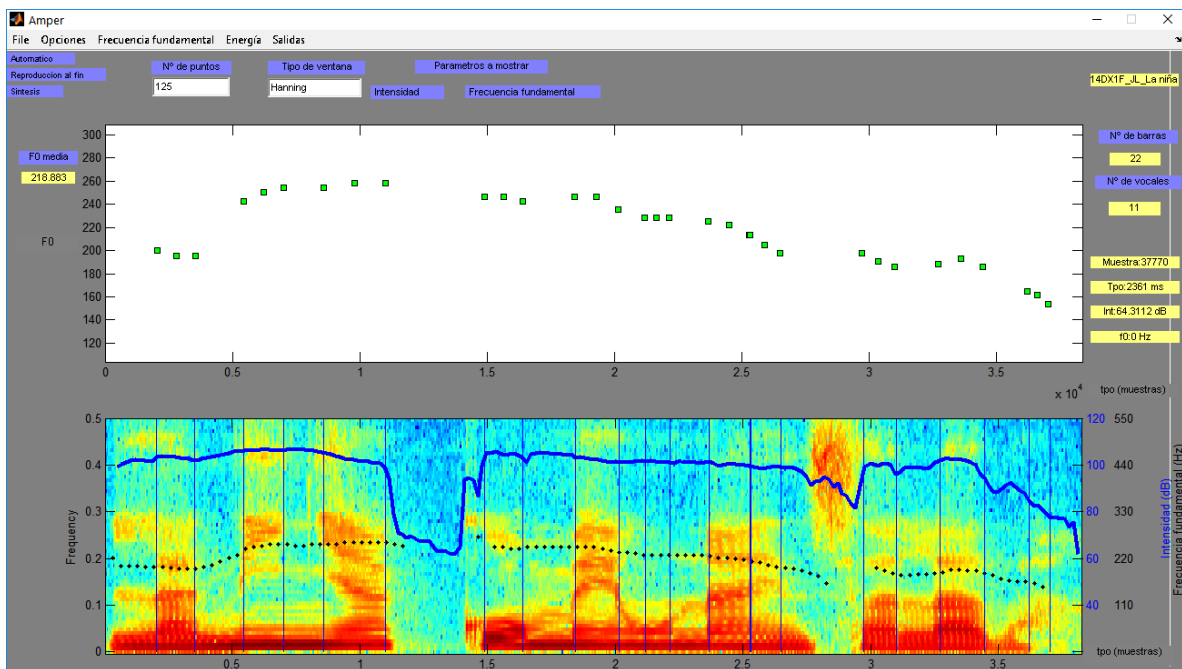 Amper
File Opciones Frecuencia fundamental Energía Salidas
Automatico
Reproduccion al fin
Sintesis
Nº de puntos
125
Tipo de ventana
Hanning
Parametros a mostrar
Intensidad
Frecuencia fundamental
14DX1F_JL_La niña
F0 media
218.883
F0
300
280
260
240
220
200
180
160
140
120
0 0.5 1 1.5 2 2.5 3 3.5
x 10⁴
tpo (muestras)
Nº de barras
22
Nº de vocales
11
Muestra:37770
Tpo:2361 ms
Int:64.3112 dB
f0:0 Hz
Frequency
0.5
0.4
0.3
0.2
0.1
0
0.5 1 1.5 2 2.5 3 3.5
120
100
80
60
40
Intensidad (dB)
550
440
330
220
110
Frecuencia fundamental (Hz)
tpo (muestras)